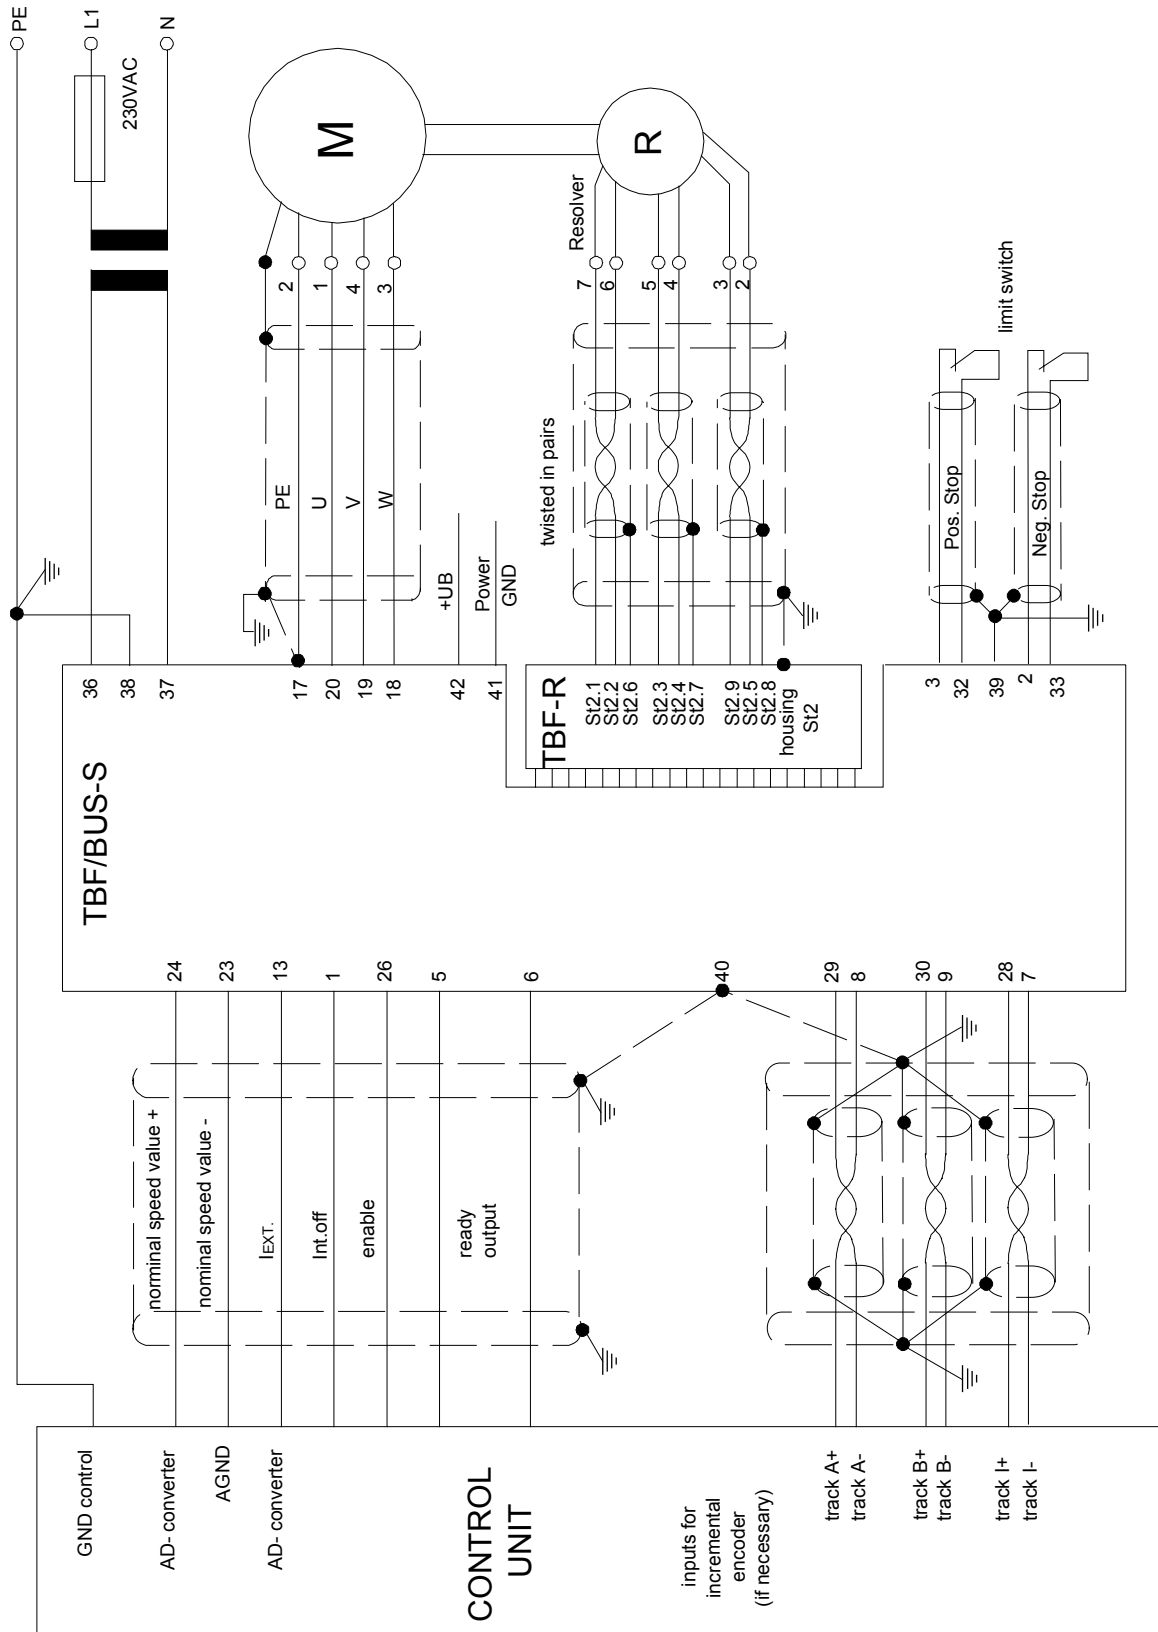 PE
L1
N
230VAC
M
R
Resolver
2
1
4
3
7
6
5
4
3
2
limit switch
PE
U
V
W
twisted in pairs
Pos. Stop
Neg. Stop
+UB
Power
GND
36
38
37
17
20
19
18
42
41
TBF-R
St2.1
St2.2
St2.6
St2.3
St2.4
St2.7
St2.9
St2.5
St2.8
housing
St2
3
32
39
2
33
TBF/BUS-S
24
23
13
1
26
5
6
40
29
8
30
9
28
7
norminal speed value +
nominal speed value -
IEXT.
Int.off
enable
ready
output
GND control
AD- converter
AGND
AD- converter
CONTROL
UNIT
inputs for
incremental
encoder
(if necessary)
track A+
track A-
track B+
track B-
track I+
track I-